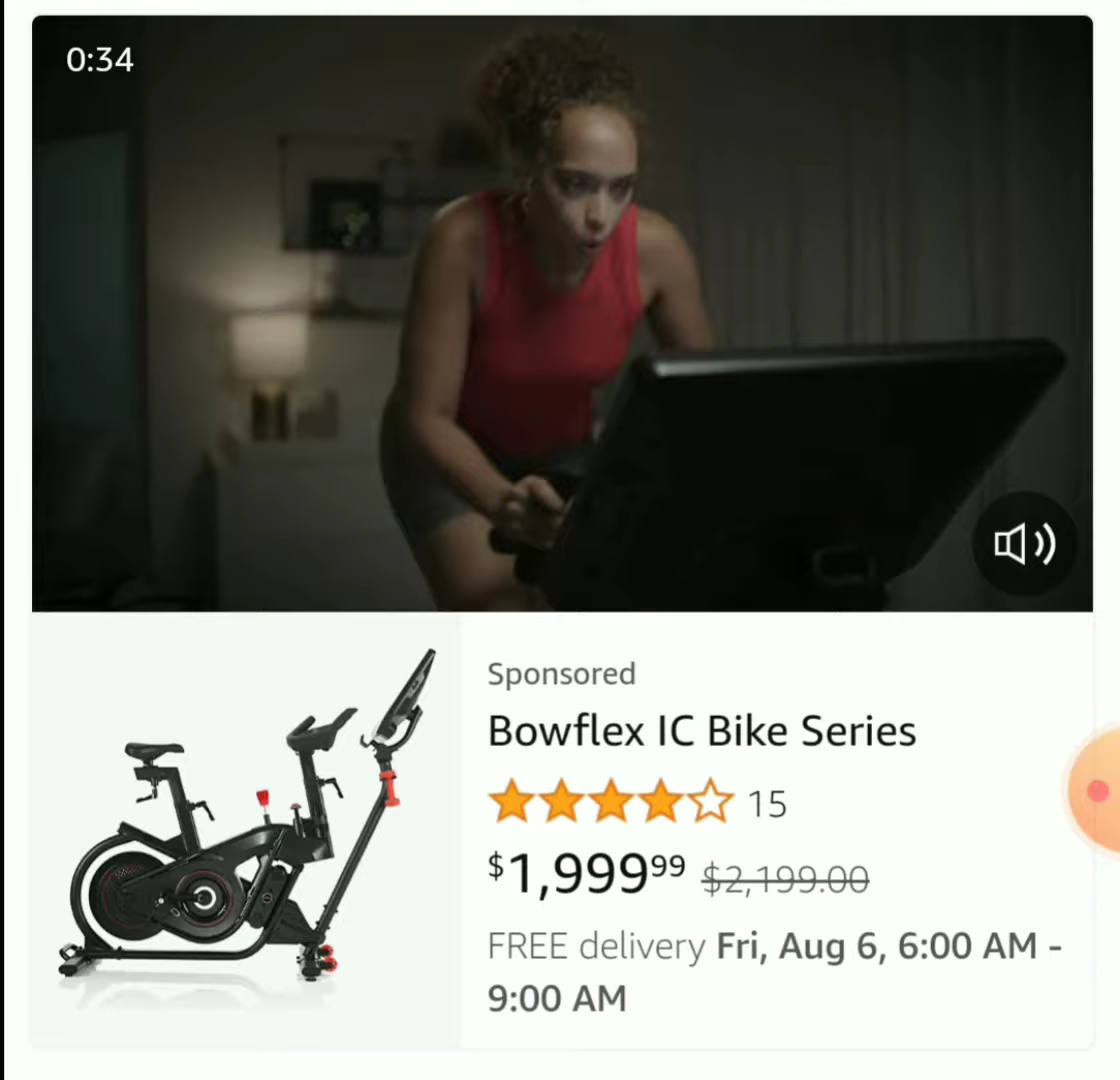 0:34
Sponsored
Bowflex IC Bike Series
15
$1,999⁹⁹ $2,199.00
FREE delivery Fri, Aug 6, 6:00 AM -
9:00 AM